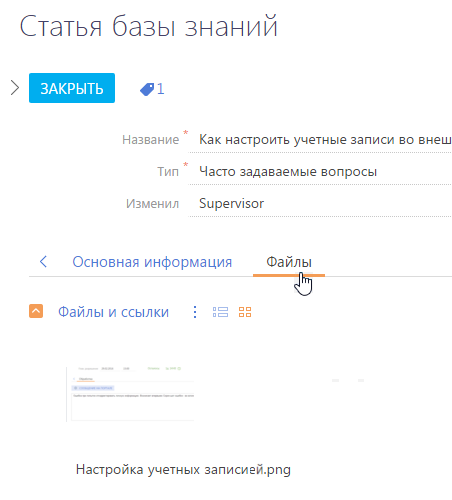 Статья базы знаний
ЗАКРЫТЬ 1
Название * Как настроить учетные записи во внеш
Тип * Часто задаваемые вопросы
Изменил Supervisor
Основная информация Файлы
Файлы и ссылки
Настройка учетных записией.png